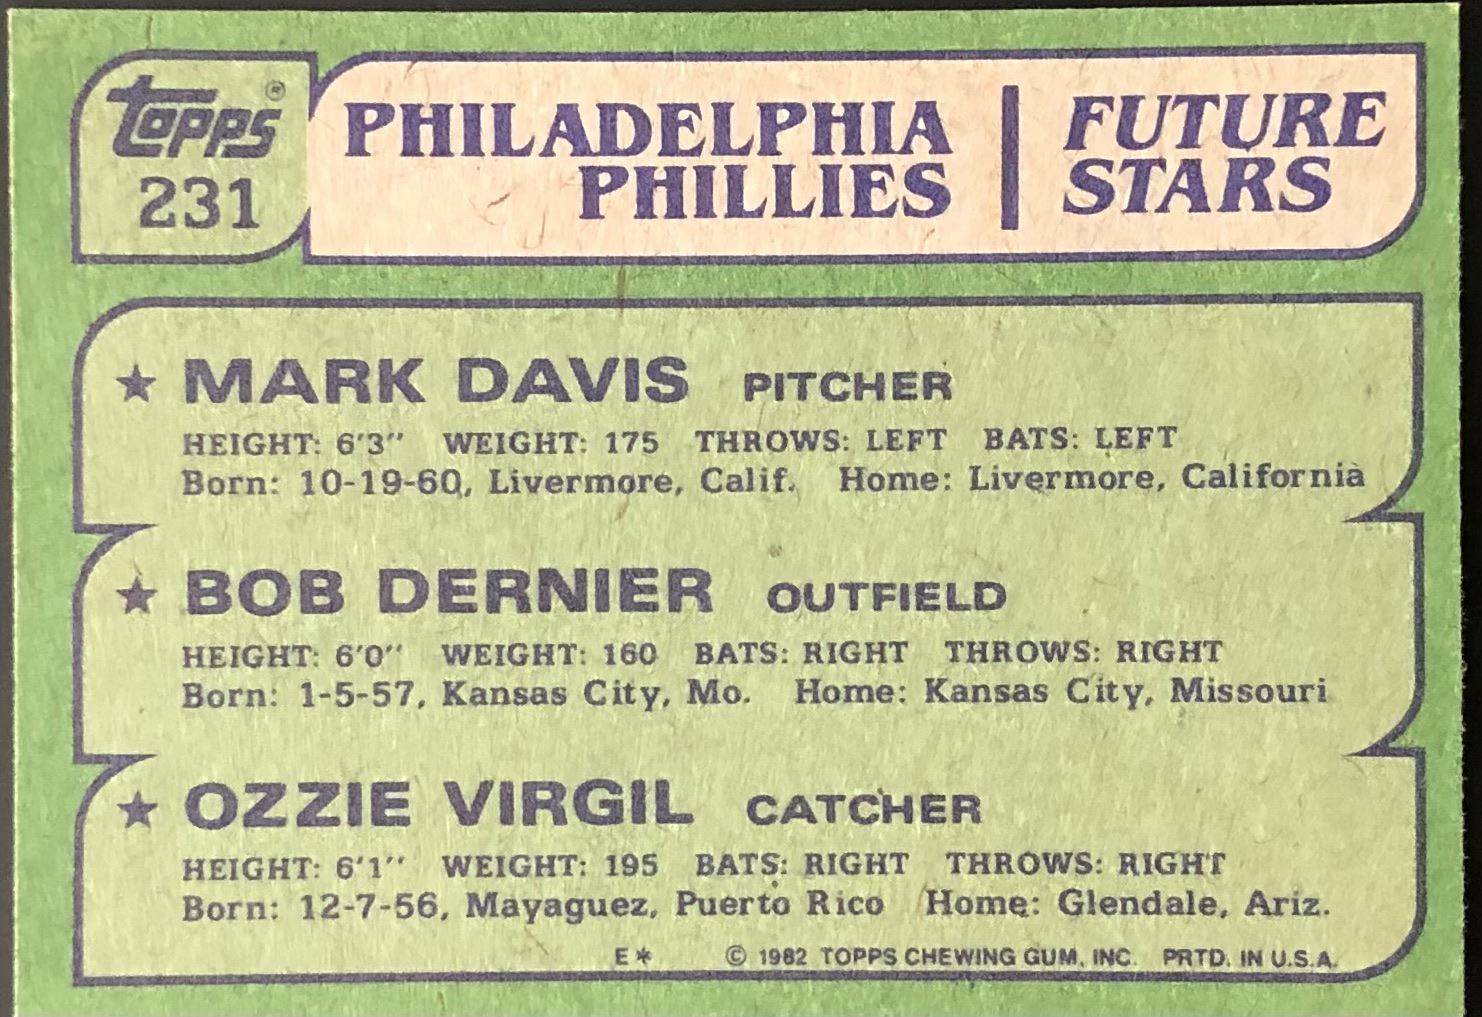 Topps®
231
PHILADELPHIA
PHILLIES
FUTURE
STARS
★ MARK DAVIS PITCHER
HEIGHT: 6'3" WEIGHT: 175 THROWS: LEFT BATS: LEFT
Born: 10-19-60, Livermore, Calif. Home: Livermore, California
★ BOB DERNIER OUTFIELD
HEIGHT: 6'0" WEIGHT: 160 BATS: RIGHT THROWS: RIGHT
Born: 1-5-57, Kansas City, Mo. Home: Kansas City, Missouri
★ OZZIE VIRGIL CATCHER
HEIGHT: 6'1" WEIGHT: 195 BATS: RIGHT THROWS: RIGHT
Born: 12-7-56, Mayaguez, Puerto Rico Home: Glendale, Ariz.
E* © 1982 TOPPS CHEWING GUM, INC. PRTD. IN U.S.A.